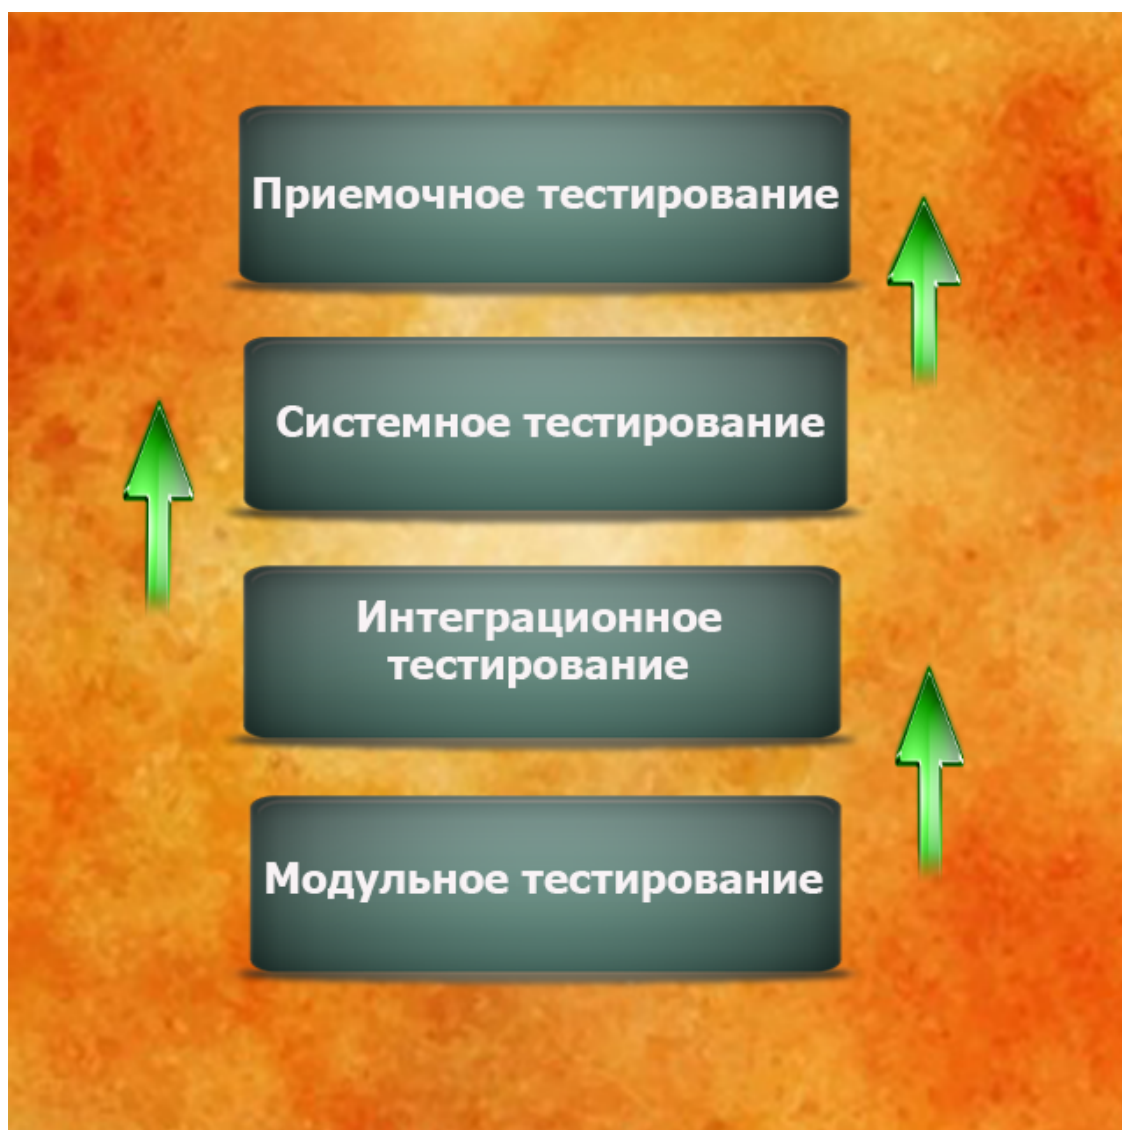 Приемочное тестирование
Системное тестирование
Интеграционное
тестирование
Модульное тестирование